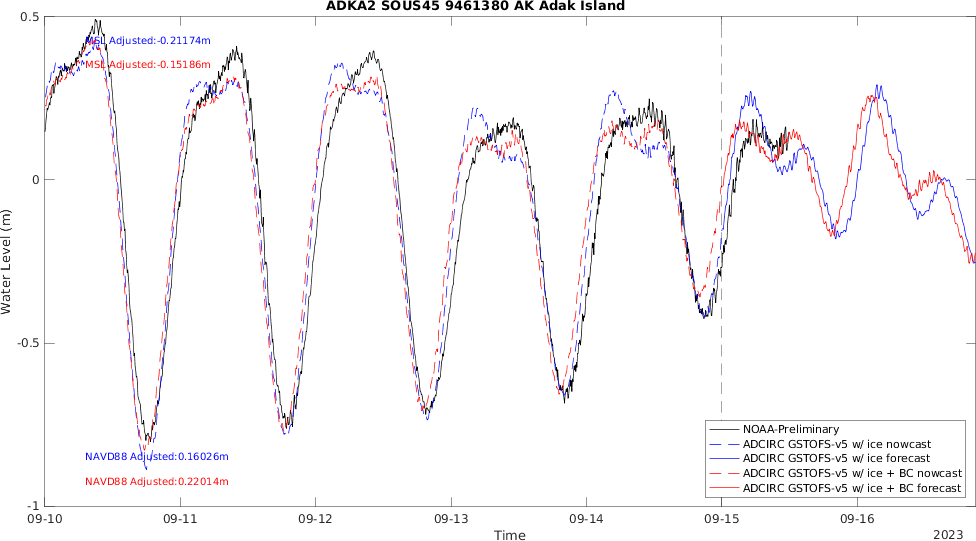 ADKA2 SOUS45 9461380 AK Adak Island
0.5
MSL Adjusted:-0.21174m
MSL Adjusted:-0.15186m
0
Water Level (m)
-0.5
NOAA-Preliminary
ADCIRC GSTOFS-v5 w/ ice nowcast
ADCIRC GSTOFS-v5 w/ ice forecast
ADCIRC GSTOFS-v5 w/ ice + BC nowcast
ADCIRC GSTOFS-v5 w/ ice + BC forecast
NAVD88 Adjusted:0.16026m
NAVD88 Adjusted:0.22014m
-1
09-10 09-11 09-12 09-13 09-14 09-15 09-16
Time
2023